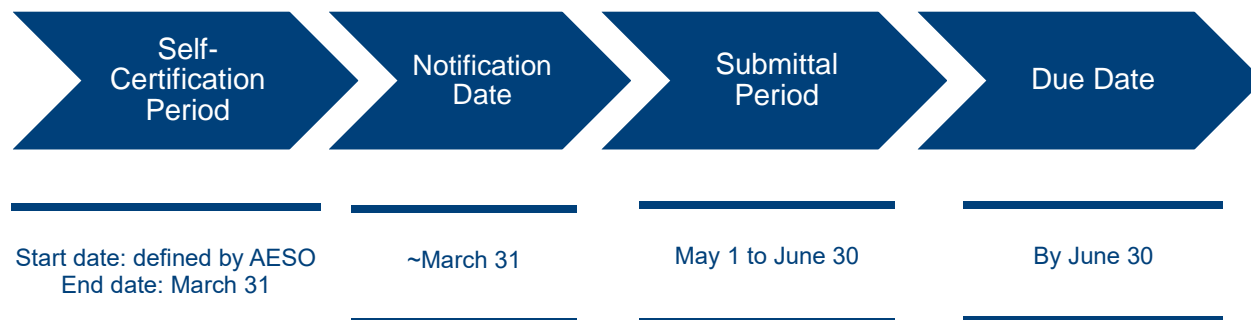 Self-
Certification
Period
Notification
Date
Submittal
Period
Due Date
Start date: defined by AESO
End date: March 31
~March 31
May 1 to June 30
By June 30